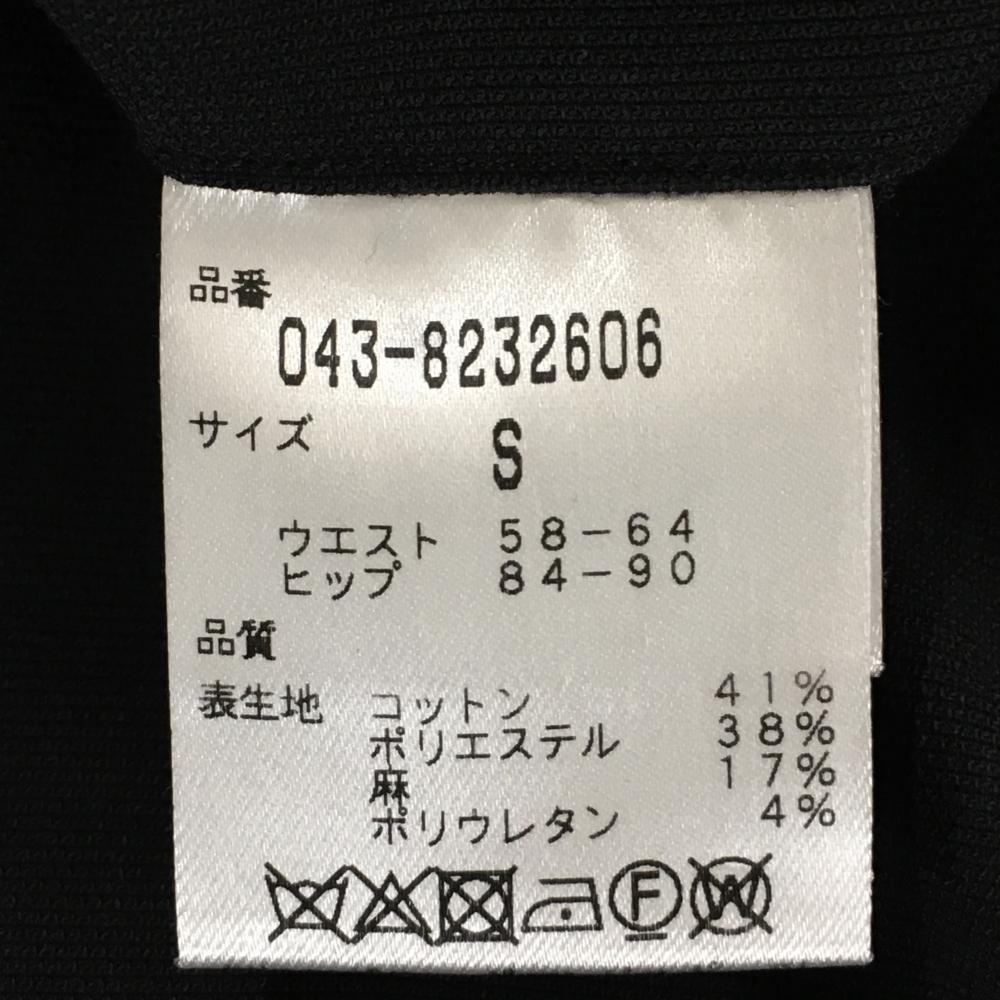 品番
043-8232606
サイズ S
ウエスト 58-64
ヒップ 84-90
品質
表生地 コットン 41%
ポリエステル 38%
麻 17%
ポリウレタン 4%
F W